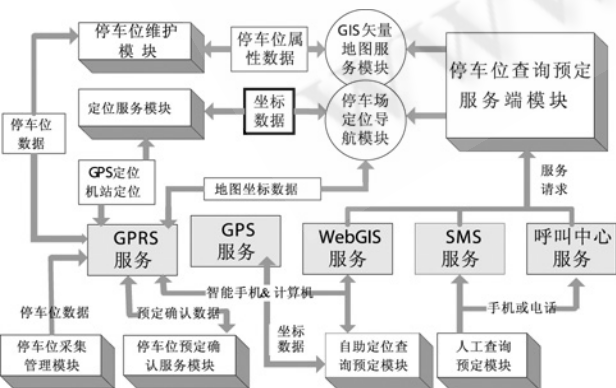 停车位维护
模 块
停车位属
性数据
GIS矢量
地图服
务模块
停车位查询预定
服务端模块
定位服务模块
坐标
数据
停车场
定位导
航模块
停车位
数据
GPS定位
机站定位
地图坐标数据
服务
请求
GPRS
服务
GPS
服务
WebGIS
服务
SMS
服务
呼叫中心
服务
智能手机& 计算机
停车位数据
预定确认数据
坐标
数据
手机或电话
停车位采集
管理模块
停车位预定确
认服务模块
自助定位查
询预定模块
人工查询
预定模块